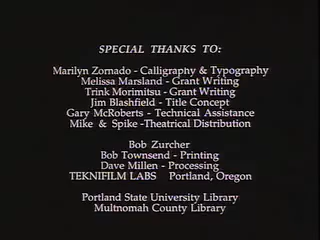 SPECIAL THANKS TO:
Marilyn Zornado - Calligraphy & Typography
Melissa Marsland - Grant Writing
Trink Morimitsu - Grant Writing
Jim Blashfield - Title Concept
Gary McRoberts - Technical Assistance
Mike & Spike -Theatrical Distribution
Bob Zurcher
Bob Townsend - Printing
Dave Millen - Processing
TEKNIFILM LABS Portland, Oregon
Portland State University Library
Multnomah County Library